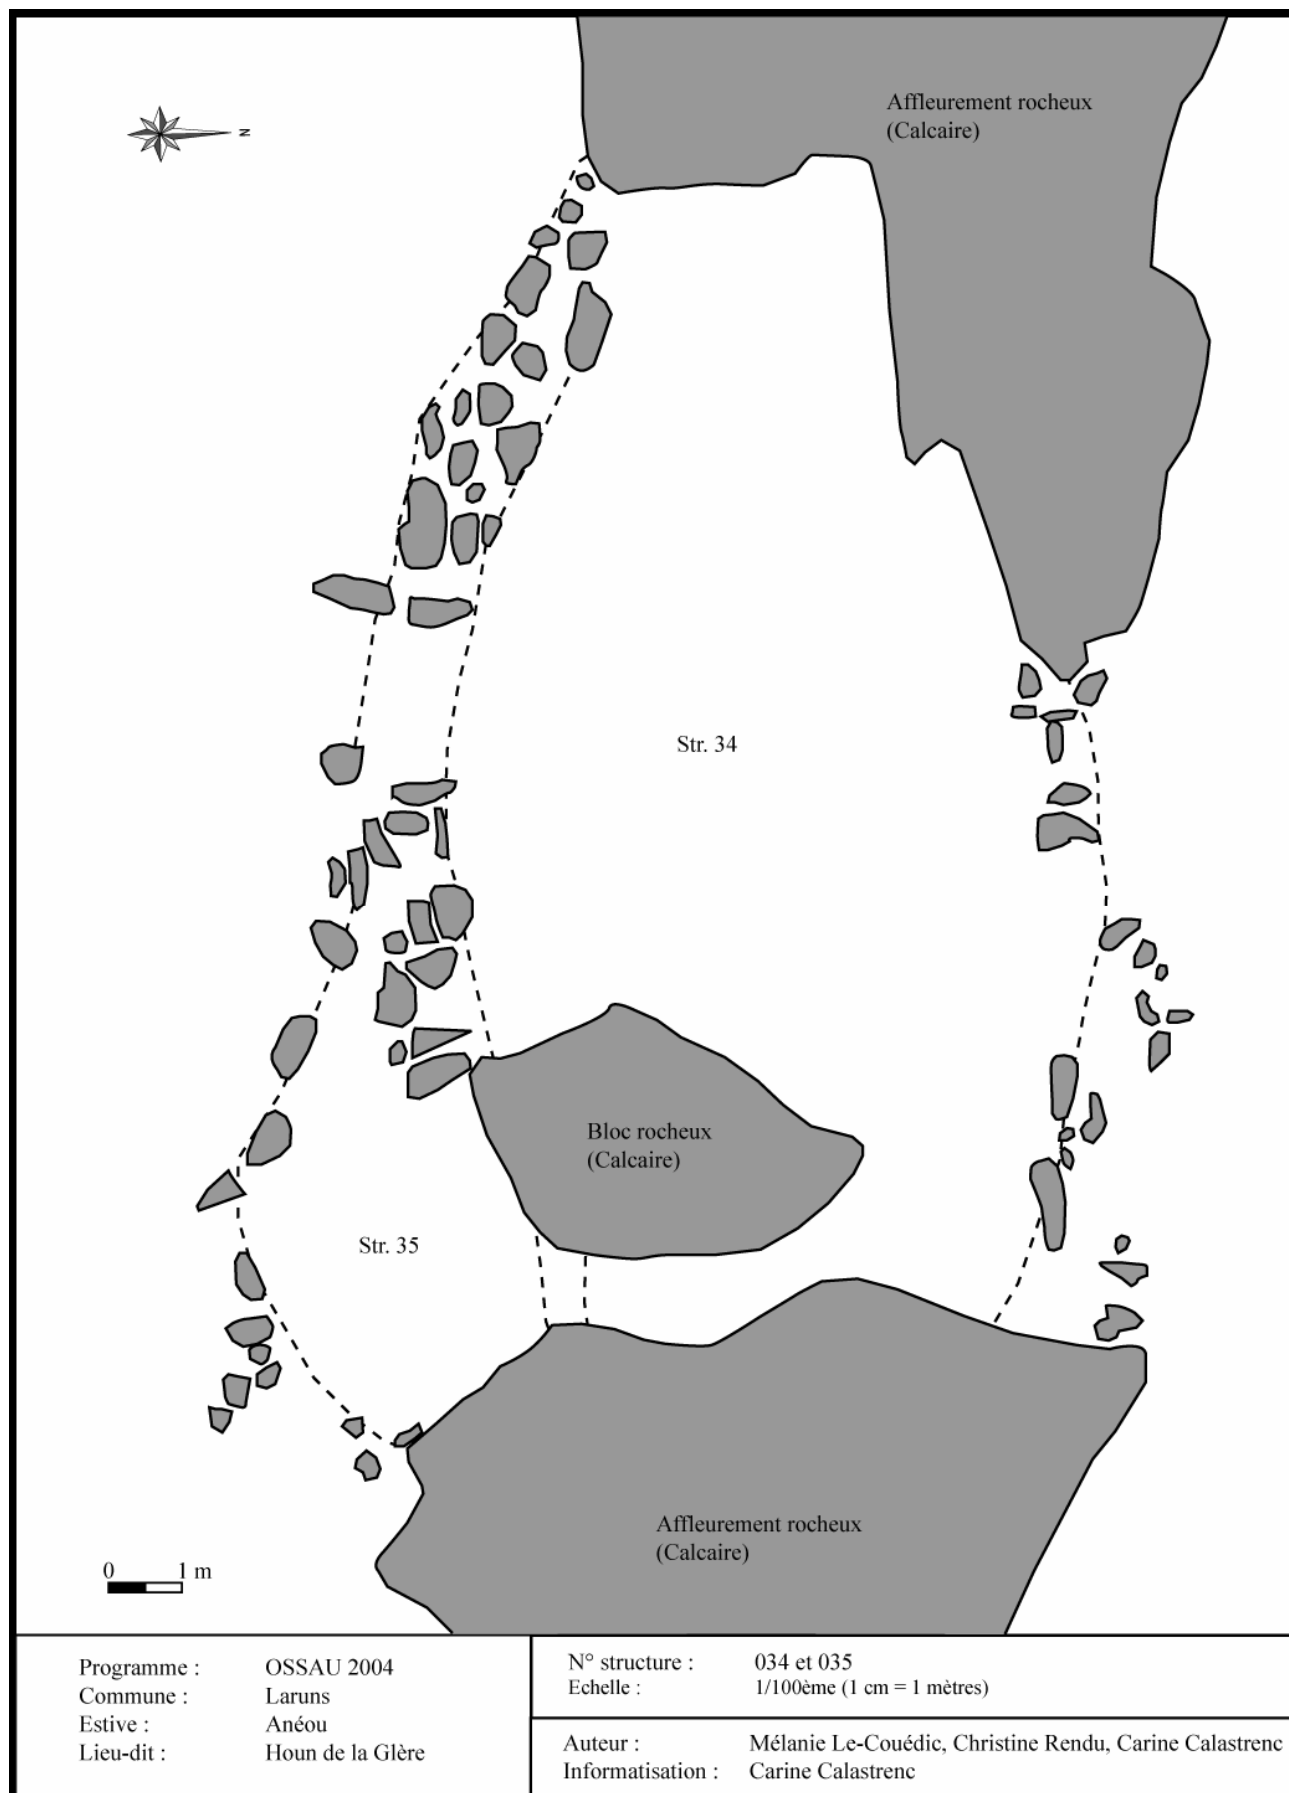 Affleurement rocheux
(Calcaire)
N
Str. 34
Bloc rocheux
(Calcaire)
Str. 35
Affleurement rocheux
(Calcaire)
0 1 m
Programme : OSSAU 2004
Commune : Laruns
Estive : Anéou
Lieu-dit : Houn de la Glère
N° structure : 034 et 035
Echelle : 1/100ème (1 cm = 1 mètres)
Auteur : Mélanie Le-Couédic, Christine Rendu, Carine Calastrenc
Informatisation : Carine Calastrenc